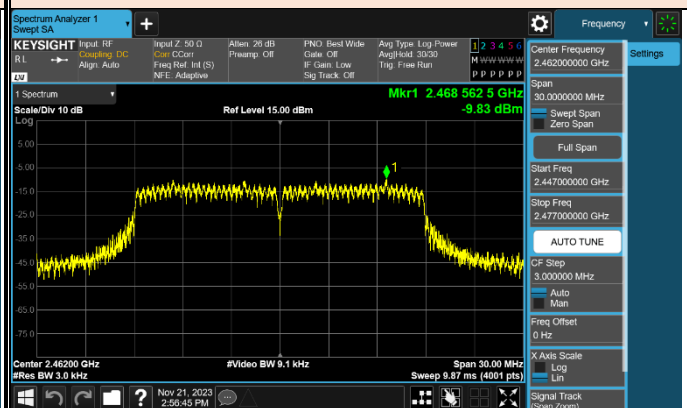 Spectrum Analyzer 1
Swept SA
Frequency
KEYSIGHT
R L
Input: RF
Coupling: DC
Align: Auto
Input Z: 50 Ω
Corr CCorr
Freq Ref: Int (S)
NFE: Adaptive
Atten: 26 dB
Preamp: Off
PNO: Best Wide
Gate: Off
IF Gain: Low
Sig Track: Off
Avg Type: Log-Power
Avg|Hold: 30/30
Trig: Free Run
1 2 3 4 5 6
M W W W W W
P P P P P P
LXI
1 Spectrum
Scale/Div 10 dB
Ref Level 15.00 dBm
Mkr1 2.468 562 5 GHz
-9.83 dBm
Log
5.00
-5.00
-15.0
-25.0
-35.0
-45.0
-55.0
-65.0
-75.0
1
Center 2.46200 GHz
#Video BW 9.1 kHz
Span 30.00 MHz
#Res BW 3.0 kHz
Sweep 9.87 ms (4001 pts)
Nov 21, 2023
2:56:45 PM
Center Frequency
2.462000000 GHz
Settings
Span
30.0000000 MHz
Swept Span
Zero Span
Full Span
Start Freq
2.447000000 GHz
Stop Freq
2.477000000 GHz
AUTO TUNE
CF Step
3.000000 MHz
Auto
Man
Freq Offset
0 Hz
X Axis Scale
Log
Lin
Signal Track
(Span Zoom)